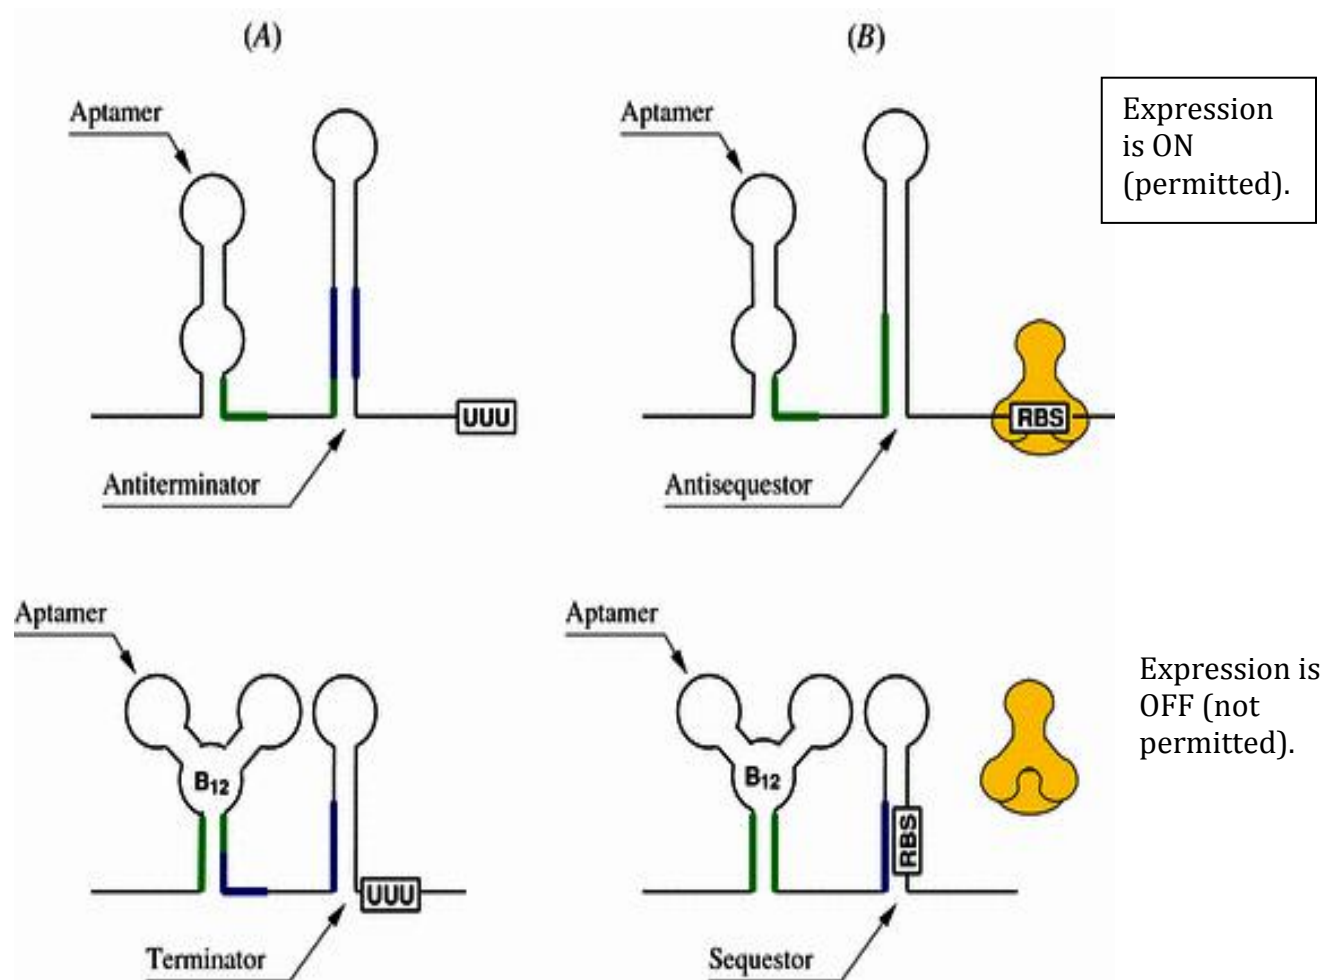 (A)
(B)
Aptamer
Aptamer
Expression
is ON
(permitted).
UUU
RBS
Antiterminator
Antisequestor
Aptamer
Aptamer
B12
B12
Expression is
OFF (not
permitted).
RBS
UUU
Terminator
Sequestor